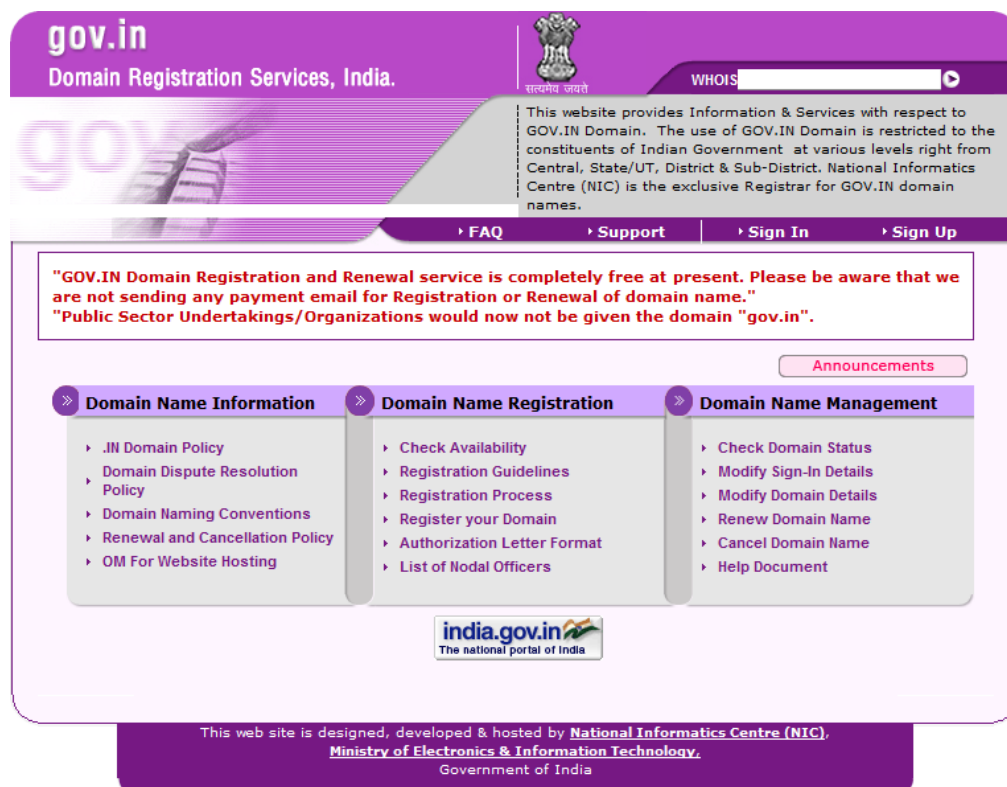 gov.in
Domain Registration Services, India.
सत्यमेव जयते
WHOIS
gov
This website provides Information & Services with respect to
GOV.IN Domain. The use of GOV.IN Domain is restricted to the
constituents of Indian Government at various levels right from
Central, State/UT, District & Sub-District. National Informatics
Centre (NIC) is the exclusive Registrar for GOV.IN domain
names.
FAQ Support Sign In Sign Up
"GOV.IN Domain Registration and Renewal service is completely free at present. Please be aware that we
are not sending any payment email for Registration or Renewal of domain name."
"Public Sector Undertakings/Organizations would now not be given the domain "gov.in".
Announcements
Domain Name Information
.IN Domain Policy
Domain Dispute Resolution
Policy
Domain Naming Conventions
Renewal and Cancellation Policy
OM For Website Hosting
Domain Name Registration
Check Availability
Registration Guidelines
Registration Process
Register your Domain
Authorization Letter Format
List of Nodal Officers
Domain Name Management
Check Domain Status
Modify Sign-In Details
Modify Domain Details
Renew Domain Name
Cancel Domain Name
Help Document
india.gov.in
The national portal of India
This web site is designed, developed & hosted by National Informatics Centre (NIC),
Ministry of Electronics & Information Technology,
Government of India